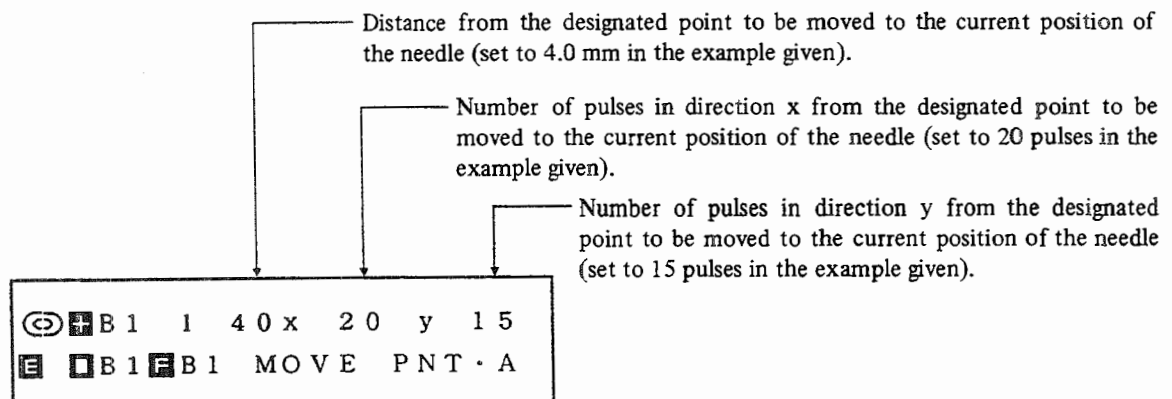 Distance from the designated point to be moved to the current position of
the needle (set to 4.0 mm in the example given).
Number of pulses in direction x from the designated point to be
moved to the current position of the needle (set to 20 pulses in the
example given).
Number of pulses in direction y from the designated
point to be moved to the current position of the needle
(set to 15 pulses in the example given).
B1 1 40x 20 y 15
E B1 F B1 MOVE PNT·A